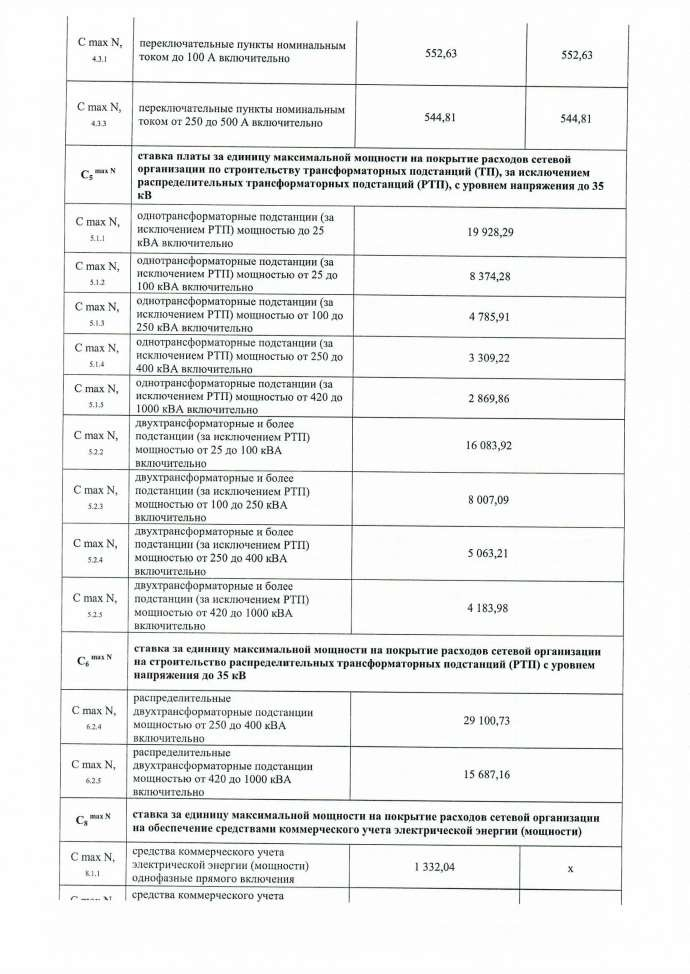 C max N,
4.3.1
переключательные пункты номинальным
током до 100 А включительно
552,63
552,63
C max N,
4.3.3
переключательные пункты номинальным
током от 250 до 500 А включительно
544,81
544,81
C5 max N
ставка платы за единицу максимальной мощности на покрытие расходов сетевой
организации по строительству трансформаторных подстанций (ТП), за исключением
распределительных трансформаторных подстанций (РТП), с уровнем напряжения до 35
кВ
C max N,
5.1.1
однотрансформаторные подстанции (за
исключением РТП) мощностью до 25
кВА включительно
19 928,29
C max N,
5.1.2
однотрансформаторные подстанции (за
исключением РТП) мощностью от 25 до
100 кВА включительно
8 374,28
C max N,
5.1.3
однотрансформаторные подстанции (за
исключением РТП) мощностью от 100 до
250 кВА включительно
4 785,91
C max N,
5.1.4
однотрансформаторные подстанции (за
исключением РТП) мощностью от 250 до
400 кВА включительно
3 309,22
C max N,
5.1.5
однотрансформаторные подстанции (за
исключением РТП) мощностью от 420 до
1000 кВА включительно
2 869,86
C max N,
5.2.2
двухтрансформаторные и более
подстанции (за исключением РТП)
мощностью от 25 до 100 кВА
включительно
16 083,92
C max N,
5.2.3
двухтрансформаторные и более
подстанции (за исключением РТП)
мощностью от 100 до 250 кВА
включительно
8 007,09
C max N,
5.2.4
двухтрансформаторные и более
подстанции (за исключением РТП)
мощностью от 250 до 400 кВА
включительно
5 063,21
C max N,
5.2.5
двухтрансформаторные и более
подстанции (за исключением РТП)
мощностью от 420 до 1000 кВА
включительно
4 183,98
C6 max N
ставка за единицу максимальной мощности на покрытие расходов сетевой организации
на строительство распределительных трансформаторных подстанций (РТП) с уровнем
напряжения до 35 кВ
C max N,
6.2.4
распределительные
двухтрансформаторные подстанции
мощностью от 250 до 400 кВА
включительно
29 100,73
C max N,
6.2.5
распределительные
двухтрансформаторные подстанции
мощностью от 420 до 1000 кВА
включительно
15 687,16
C8 max N
ставка за единицу максимальной мощности на покрытие расходов сетевой организации
на обеспечение средствами коммерческого учета электрической энергии (мощности)
C max N,
8.1.1
средства коммерческого учета
электрической энергии (мощности)
однофазные прямого включения
1 332,04
x
средства коммерческого учета